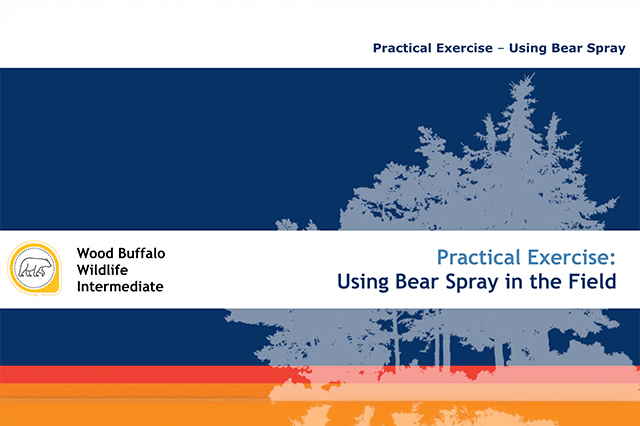 Practical Exercise – Using Bear Spray
Wood Buffalo
Wildlife
Intermediate
Practical Exercise:
Using Bear Spray in the Field